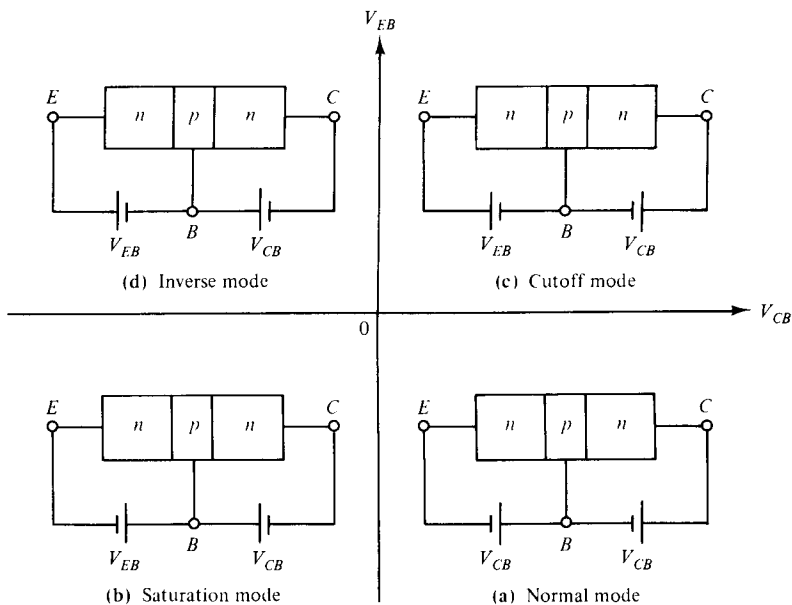 V_EB
E C
n p n
V_EB B V_CB
(d) Inverse mode
E C
n p n
V_EB B V_CB
(c) Cutoff mode
0 V_CB
E C
n p n
V_EB B V_CB
(b) Saturation mode
E C
n p n
V_CB B V_CB
(a) Normal mode